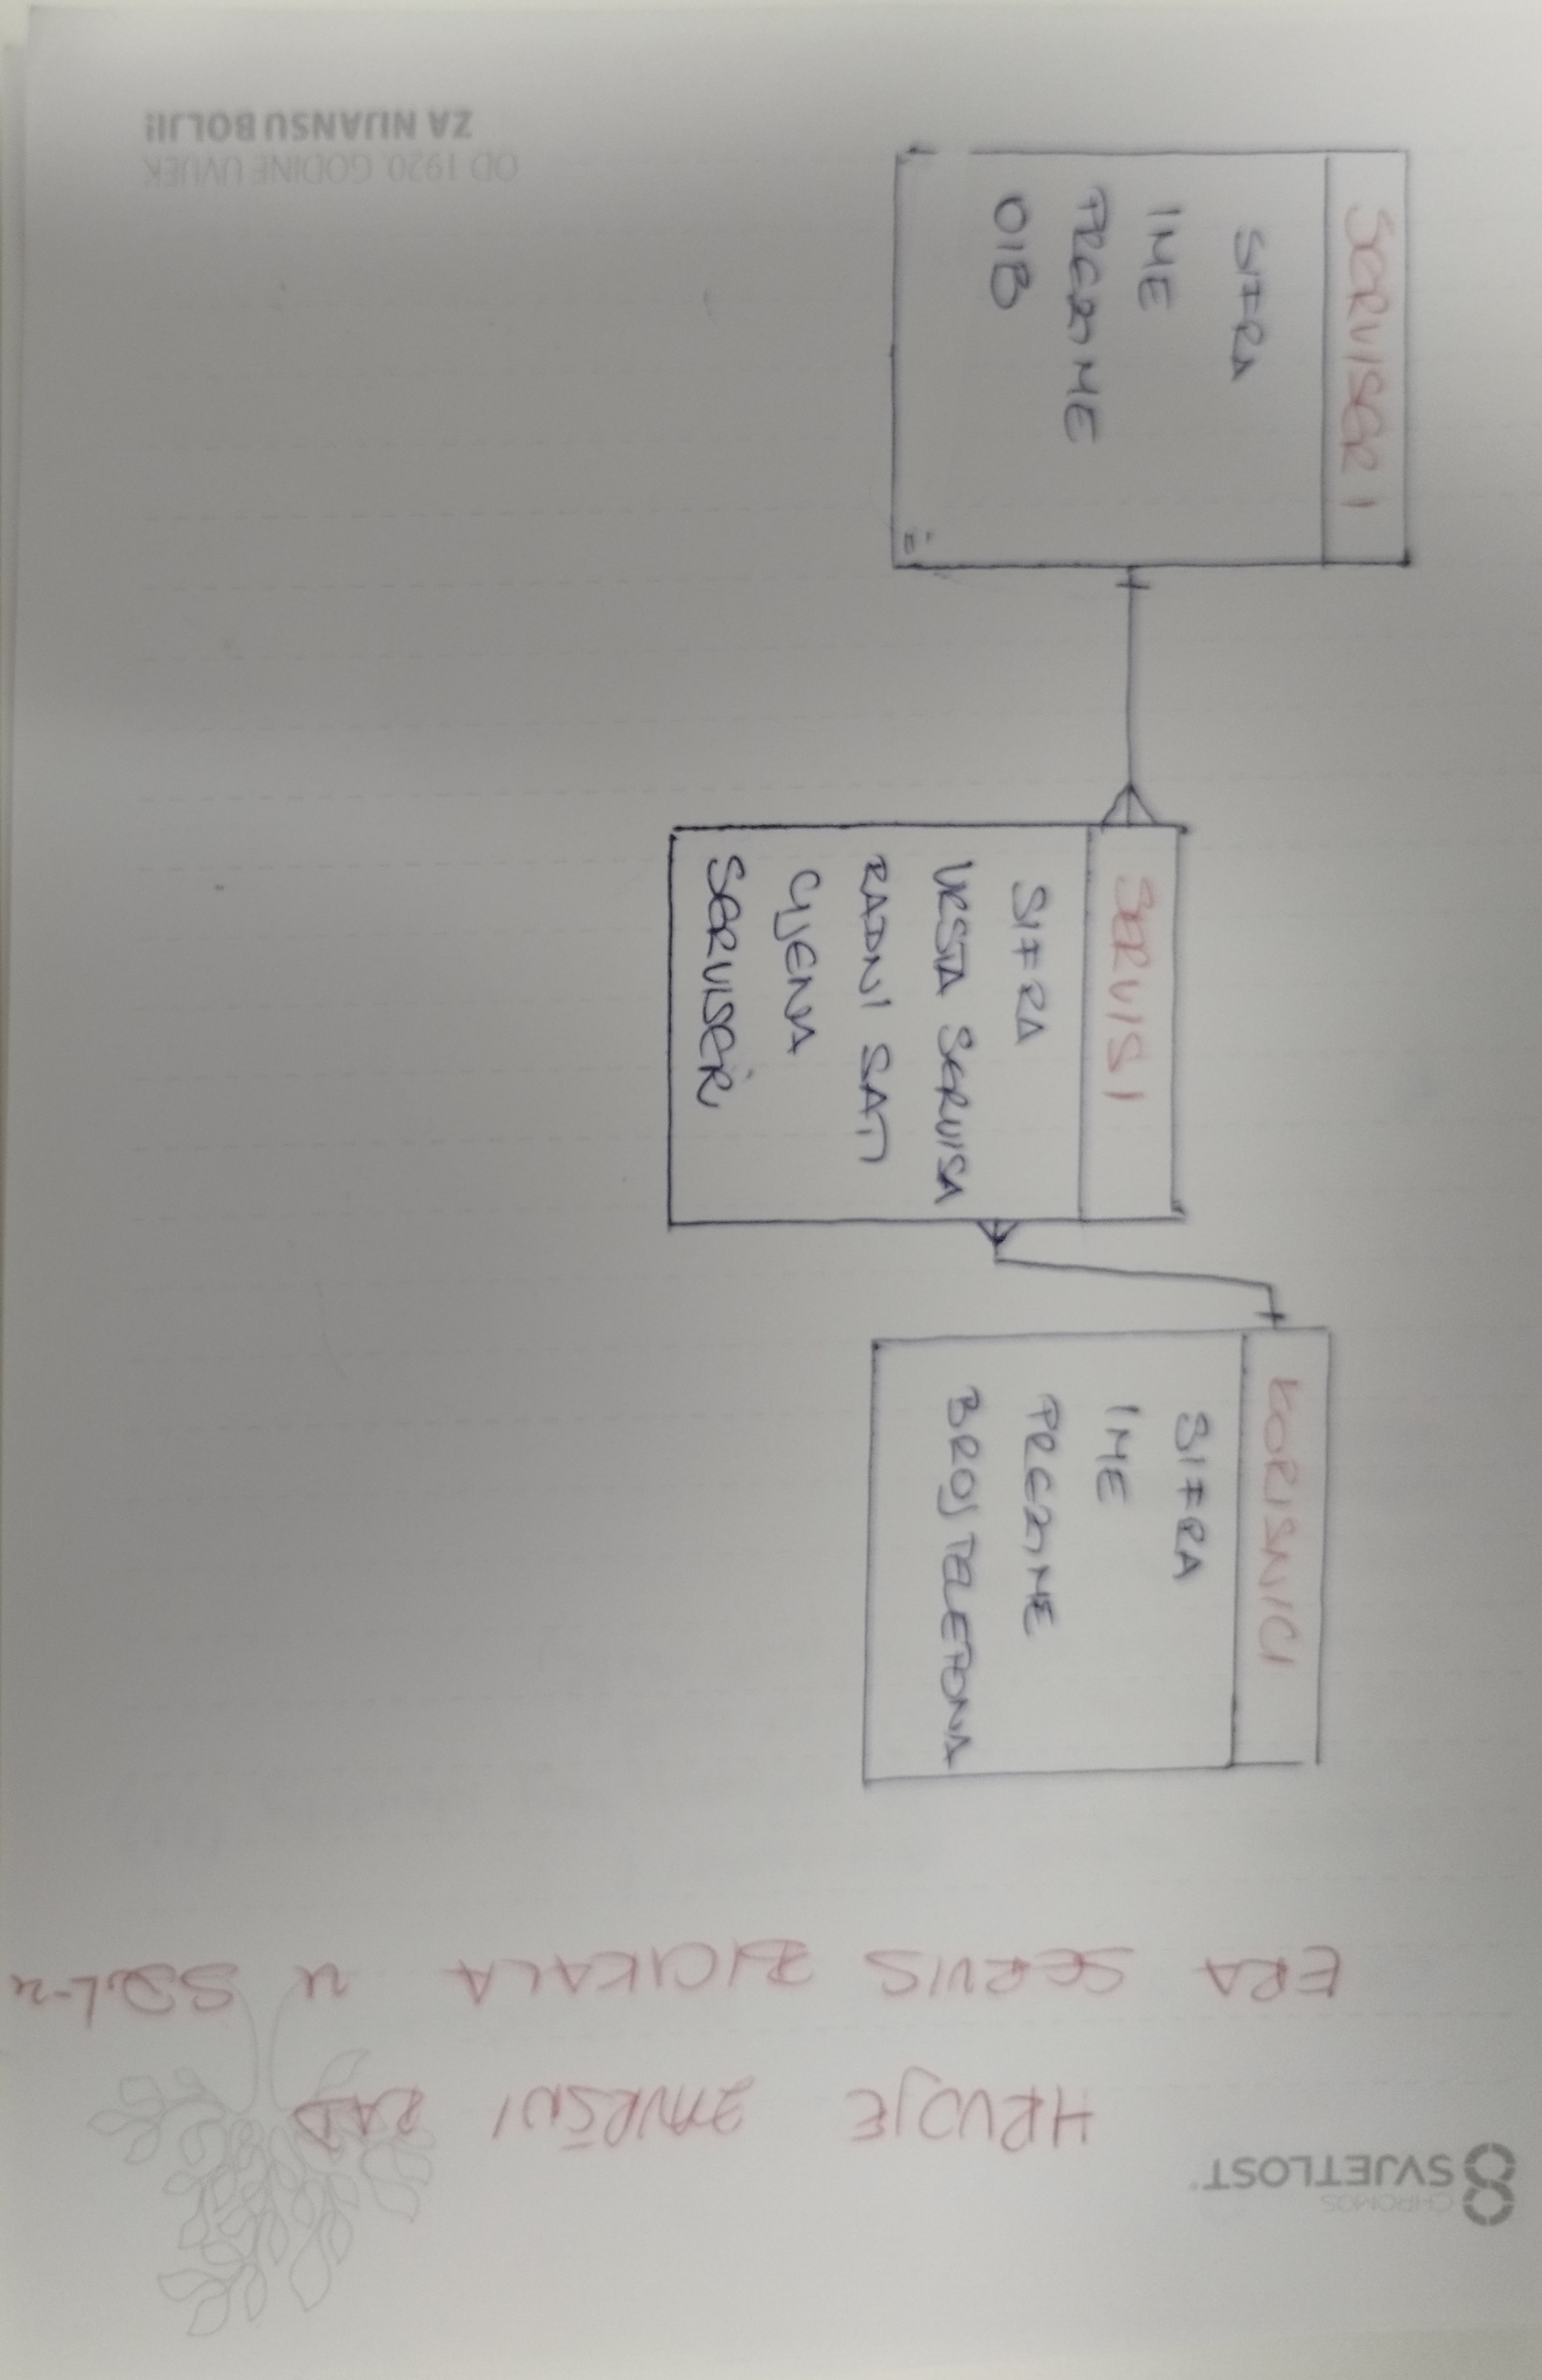 SERVISERI
SIFRA
IME
PREZIME
OIB
SERVISI
SIFRA
VRSTA SERVISA
RADNI SATI
CIJENA
SERVISER
KORISNICI
SIFRA
IME
PREZIME
BROJ TELEFONA
CHROMOS
SVJETLOST
HRVOJE ZAVRŠNI RAD
ERA SERVIS BICIKALA u SQL-u
OD 1920. GODINE UVIJEK
ZA NIJANSU BOLJI!